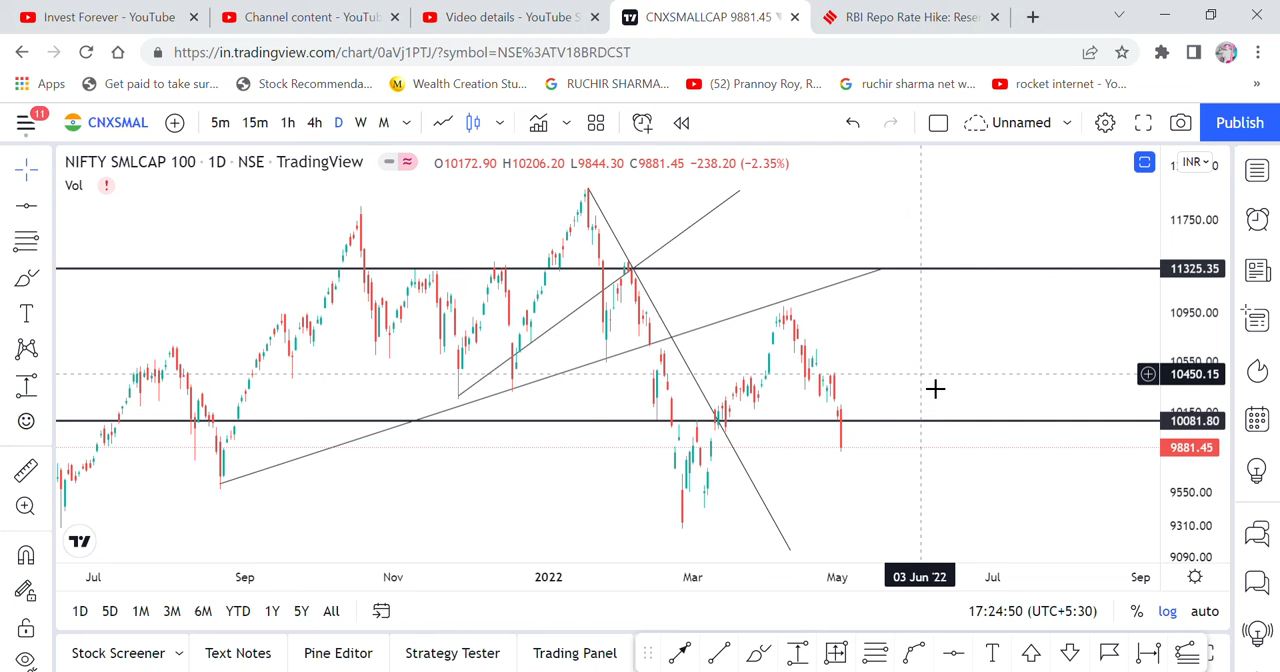 Invest Forever - YouTube
Channel content - YouTub
Video details - YouTube S
CNXSMALLCAP 9881.45 ▼
RBI Repo Rate Hike: Rese
https://in.tradingview.com/chart/0aVj1PTJ/?symbol=NSE%3ATV18BRDCST
Apps
Get paid to take sur...
Stock Recommenda...
M Wealth Creation Stu...
RUCHIR SHARMA...
(52) Prannoy Roy, R...
ruchir sharma net w...
rocket internet - Yo...
»
11
CNXSMAL
5m 15m 1h 4h D W M
Unnamed
Publish
NIFTY SMLCAP 100 · 1D · NSE · TradingView
O10172.90 H10206.20 L9844.30 C9881.45 −238.20 (−2.35%)
INR
Vol !
11750.00
11325.35
10950.00
10550.00
10450.15
10081.80
9881.45
9550.00
9310.00
9090.00
Jul Sep Nov 2022 Mar May 03 Jun '22 Jul Sep
1D 5D 1M 3M 6M YTD 1Y 5Y All
17:24:50 (UTC+5:30) % log auto
Stock Screener Text Notes Pine Editor Strategy Tester Trading Panel